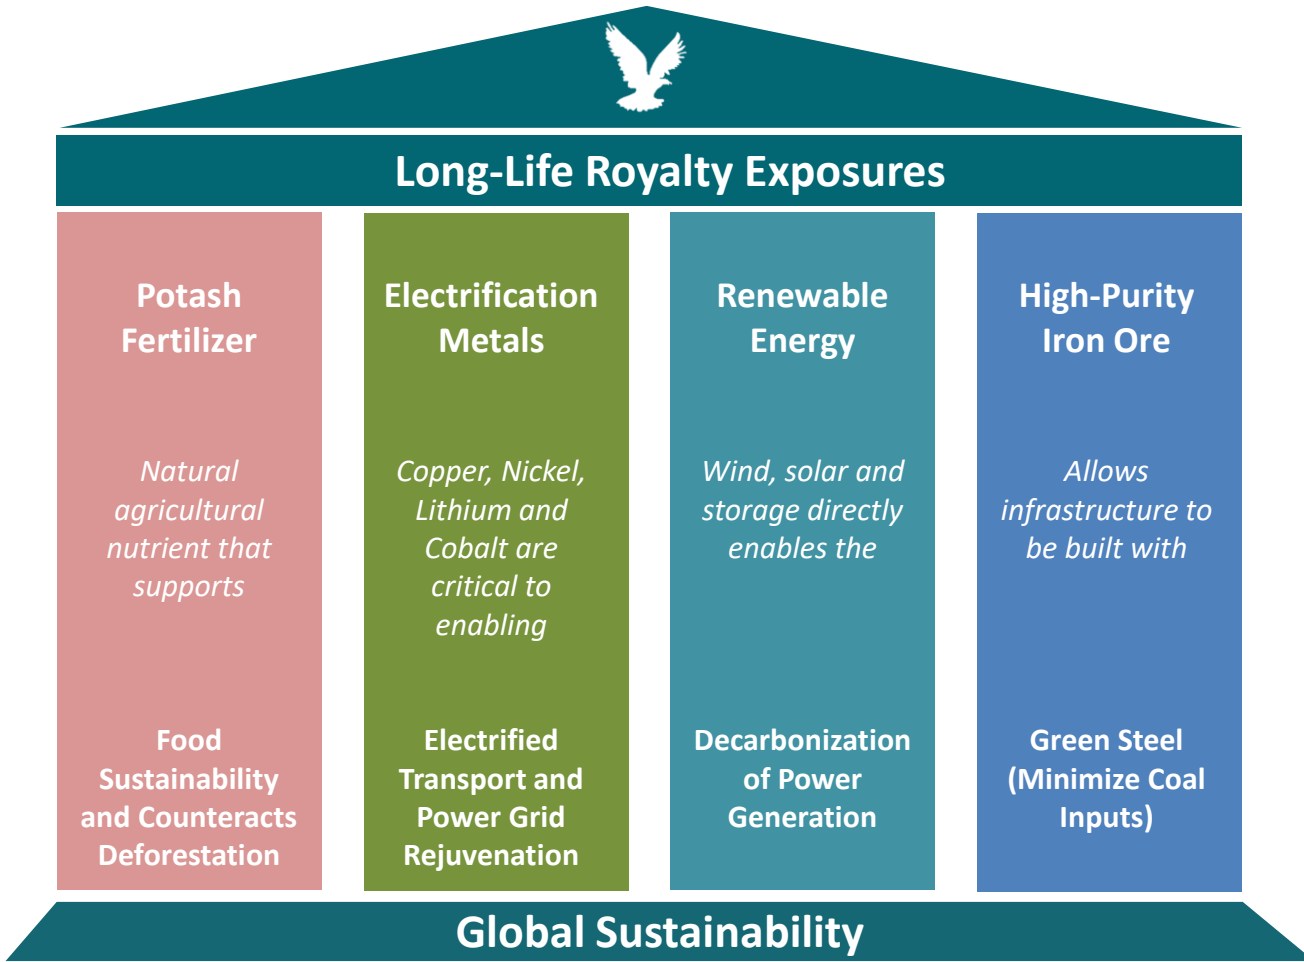 Long-Life Royalty Exposures
Potash
Fertilizer
Natural
agricultural
nutrient that
supports
Food
Sustainability
and Counteracts
Deforestation
Electrification
Metals
Copper, Nickel,
Lithium and
Cobalt are
critical to
enabling
Electrified
Transport and
Power Grid
Rejuvenation
Renewable
Energy
Wind, solar and
storage directly
enables the
Decarbonization
of Power
Generation
High-Purity
Iron Ore
Allows
infrastructure to
be built with
Green Steel
(Minimize Coal
Inputs)
Global Sustainability